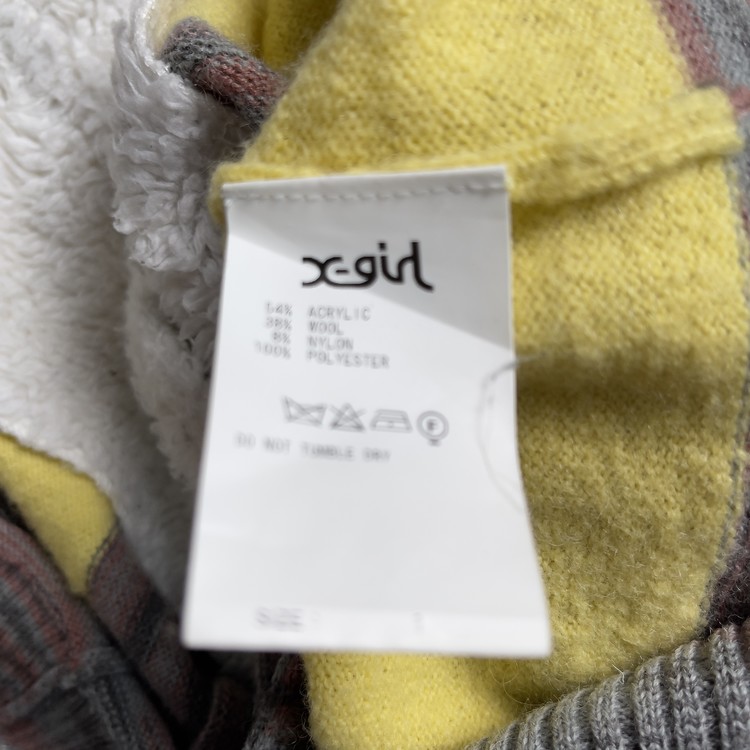 x-girl
54% ACRYLIC
38% WOOL
8% NYLON
100% POLYESTER
F
DO NOT TUMBLE DRY
SIZE 1